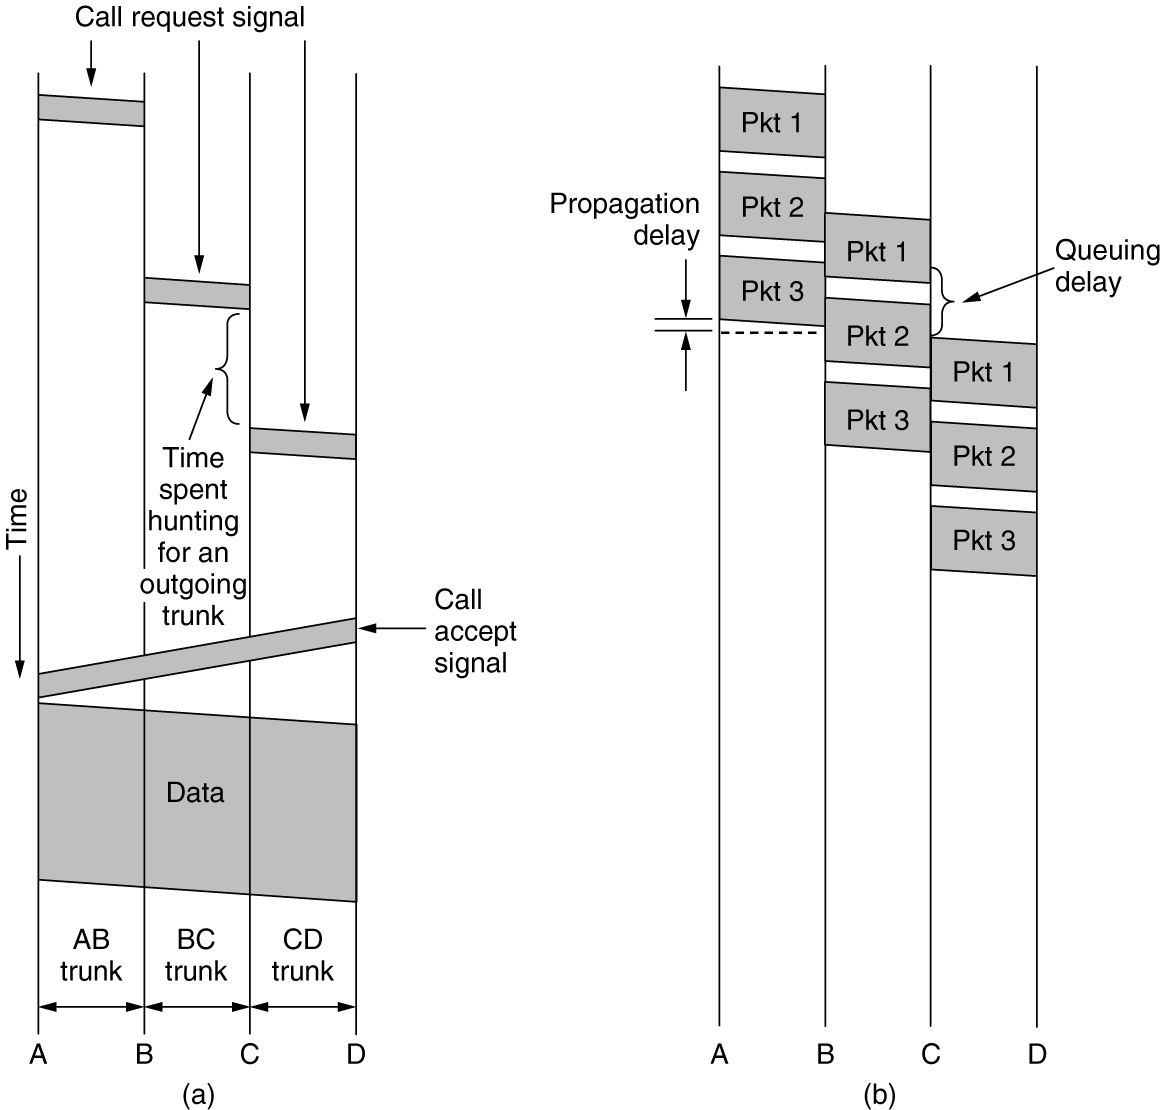 Call request signal
Time
spent
hunting
for an
outgoing
trunk
Time
Call
accept
signal
Data
AB
trunk
BC
trunk
CD
trunk
A
B
C
D
(a)
Pkt 1
Pkt 2
Pkt 3
Propagation
delay
Pkt 1
Pkt 2
Pkt 3
Queuing
delay
Pkt 1
Pkt 2
Pkt 3
A
B
C
D
(b)